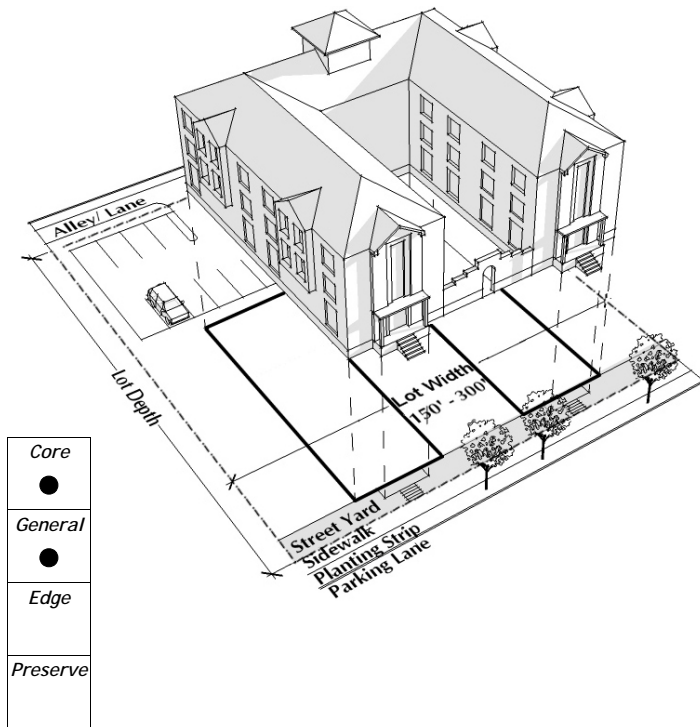 Alley/ Lane
Lot Depth
Lot Width
150' - 300'
Street Yard
Sidewalk
Planting Strip
Parking Lane
Core
General
Edge
Preserve